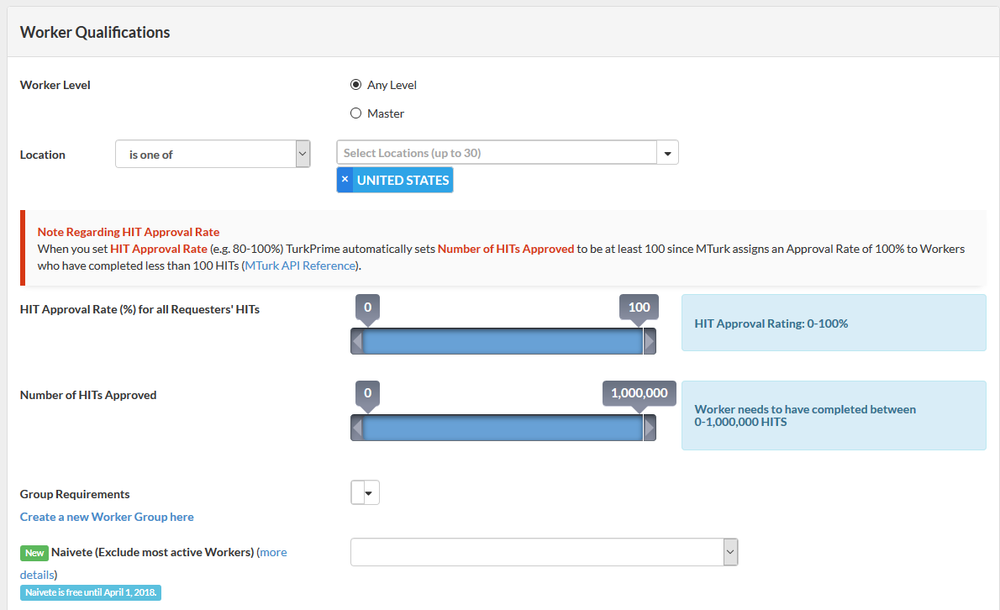 Worker Qualifications
Worker Level
Any Level
Master
Location
is one of
Select Locations (up to 30)
× UNITED STATES
Note Regarding HIT Approval Rate
When you set HIT Approval Rate (e.g. 80-100%) TurkPrime automatically sets Number of HITs Approved to be at least 100 since MTurk assigns an Approval Rate of 100% to Workers
who have completed less than 100 HITs (MTurk API Reference).
HIT Approval Rate (%) for all Requesters' HITs
0
100
HIT Approval Rating: 0-100%
Number of HITs Approved
0
1,000,000
Worker needs to have completed between
0-1,000,000 HITS
Group Requirements
Create a new Worker Group here
New Naivete (Exclude most active Workers) (more
details)
Naivete is free until April 1, 2018.